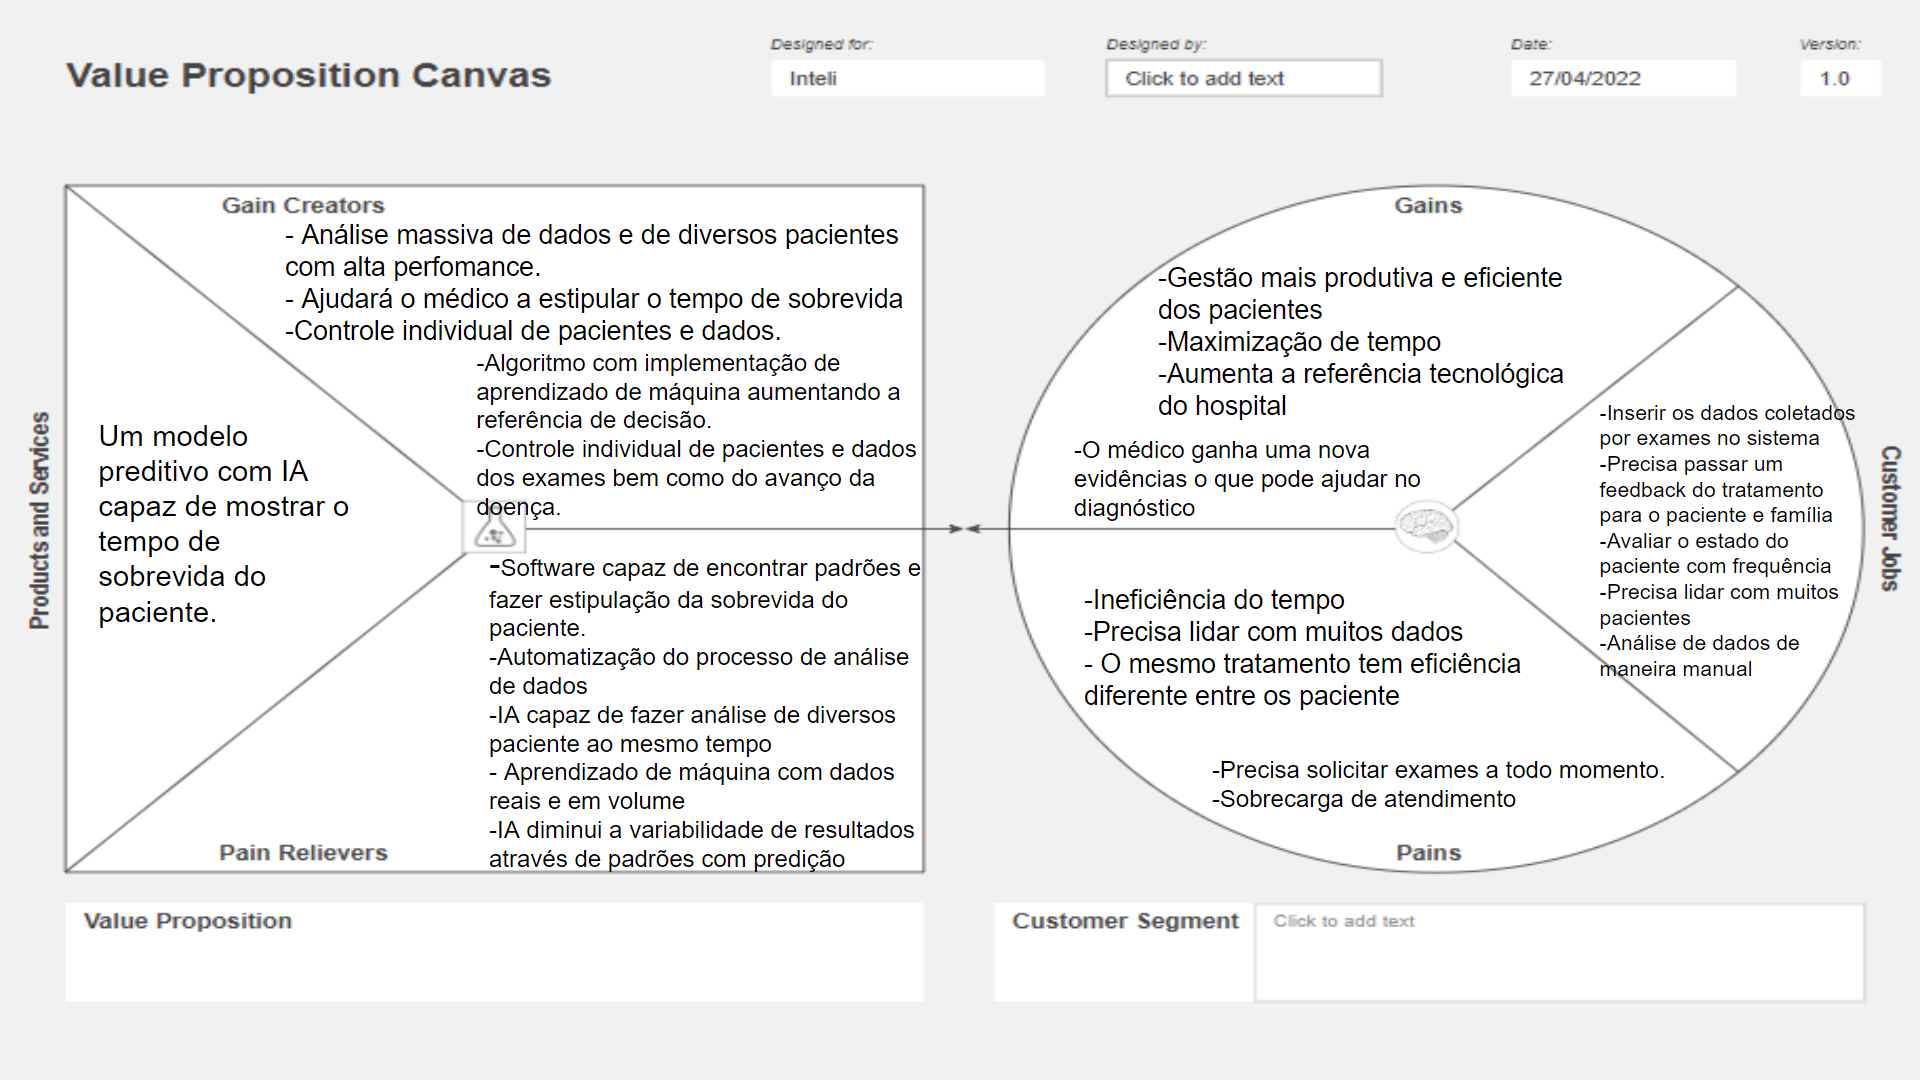 Value Proposition Canvas
Designed for:
Inteli
Designed by:
Click to add text
Date:
27/04/2022
Version:
1.0
Products and Services
Um modelo
preditivo com IA
capaz de mostrar o
tempo de
sobrevida do
paciente.
Gain Creators
- Análise massiva de dados e de diversos pacientes
com alta perfomance.
- Ajudará o médico a estipular o tempo de sobrevida
-Controle individual de pacientes e dados.
-Algoritmo com implementação de
aprendizado de máquina aumentando a
referência de decisão.
-Controle individual de pacientes e dados
dos exames bem como do avanço da
doença.
-Software capaz de encontrar padrões e
fazer estipulação da sobrevida do
paciente.
-Automatização do processo de análise
de dados
-IA capaz de fazer análise de diversos
paciente ao mesmo tempo
- Aprendizado de máquina com dados
reais e em volume
-IA diminui a variabilidade de resultados
através de padrões com predição
Pain Relievers
Gains
-Gestão mais produtiva e eficiente
dos pacientes
-Maximização de tempo
-Aumenta a referência tecnológica
do hospital
-O médico ganha uma nova
evidências o que pode ajudar no
diagnóstico
-Ineficiência do tempo
-Precisa lidar com muitos dados
- O mesmo tratamento tem eficiência
diferente entre os paciente
-Precisa solicitar exames a todo momento.
-Sobrecarga de atendimento
Pains
-Inserir os dados coletados
por exames no sistema
-Precisa passar um
feedback do tratamento
para o paciente e família
-Avaliar o estado do
paciente com frequência
-Precisa lidar com muitos
pacientes
-Análise de dados de
maneira manual
Customer Jobs
Value Proposition
Customer Segment
Click to add text